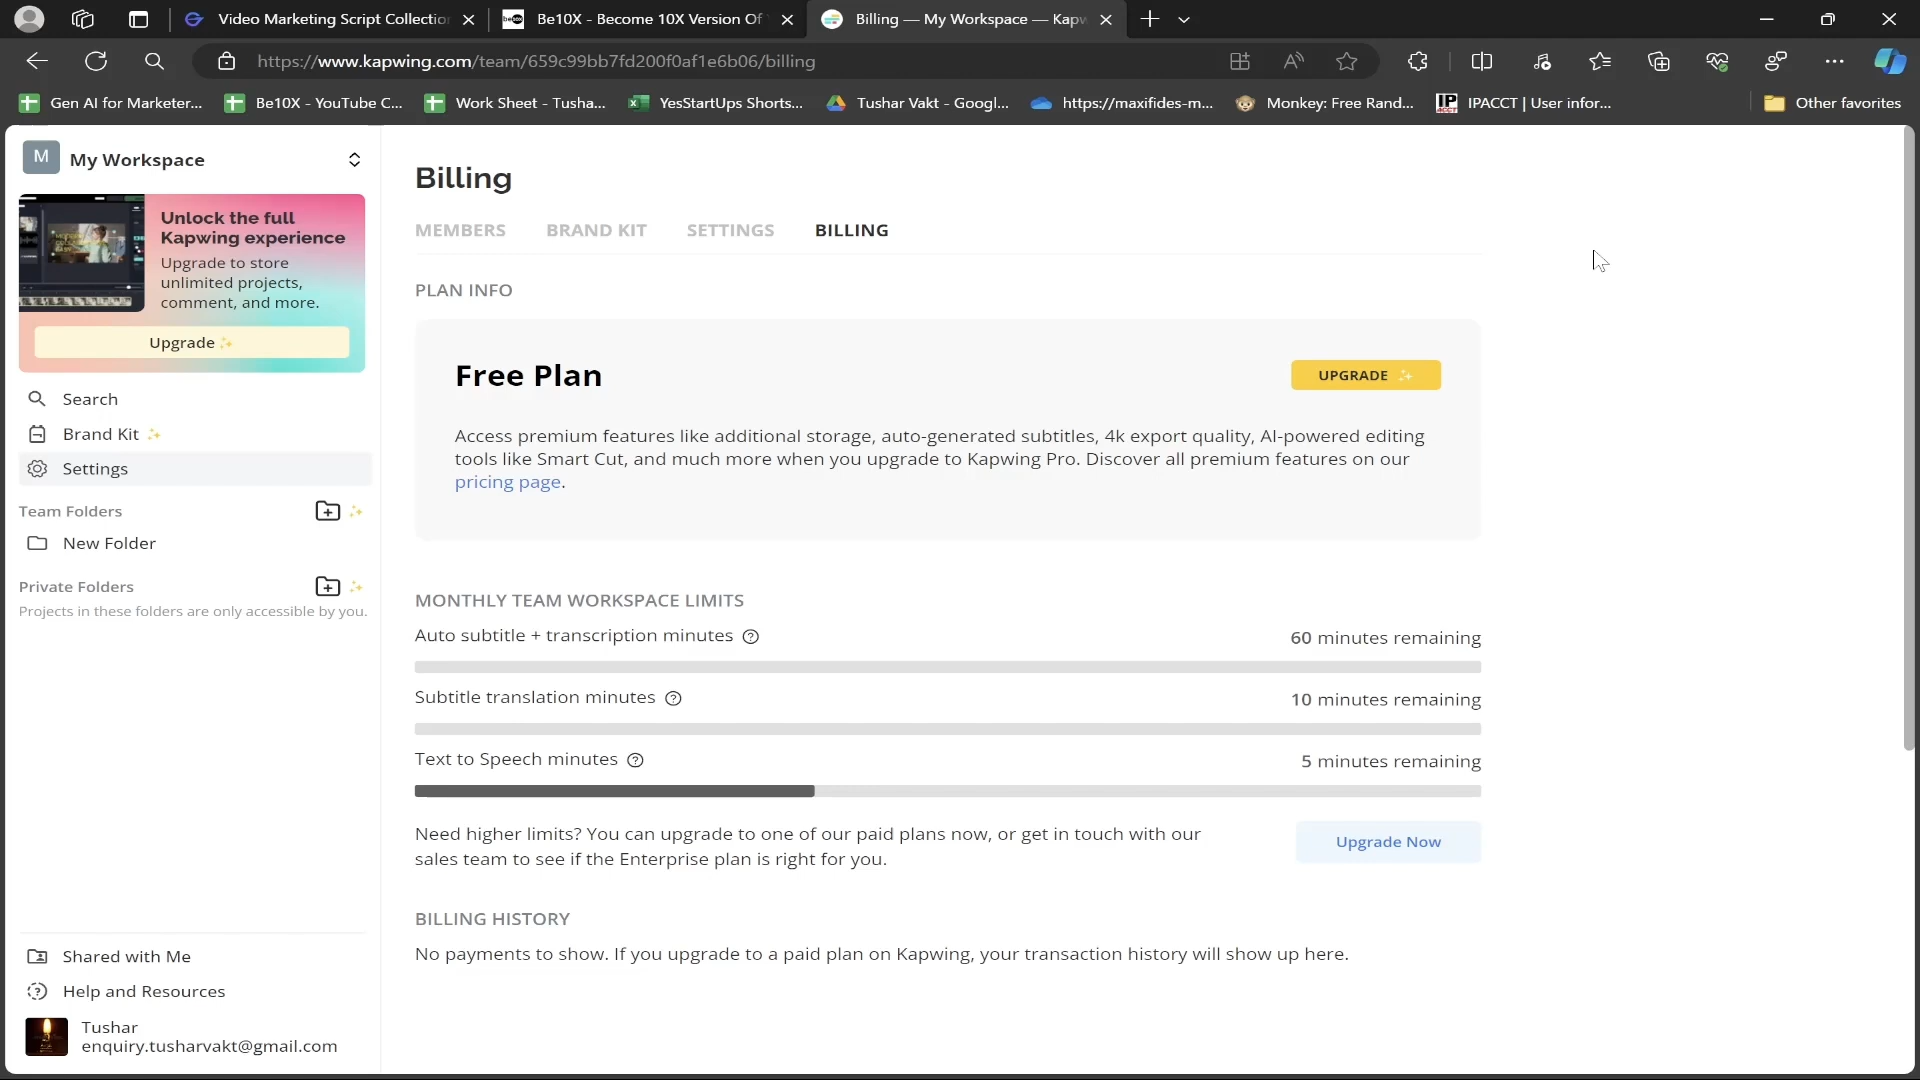 Video Marketing Script Collectio
Be10X - Become 10X Version Of
Billing — My Workspace — Kapw
https://www.kapwing.com/team/659c99bb7fd200f0af1e6b06/billing
Gen AI for Marketer...
Be10X - YouTube C...
Work Sheet - Tusha...
YesStartUps Shorts...
Tushar Vakt - Googl...
https://maxifides-m...
Monkey: Free Rand...
IPACCT | User infor...
Other favorites
M
My Workspace
Unlock the full
Kapwing experience
Upgrade to store
unlimited projects,
comment, and more.
Upgrade
Search
Brand Kit
Settings
Team Folders
New Folder
Private Folders
Projects in these folders are only accessible by you.
Shared with Me
Help and Resources
Tushar
enquiry.tusharvakt@gmail.com
Billing
MEMBERS
BRAND KIT
SETTINGS
BILLING
PLAN INFO
Free Plan
UPGRADE
Access premium features like additional storage, auto-generated subtitles, 4k export quality, AI-powered editing
tools like Smart Cut, and much more when you upgrade to Kapwing Pro. Discover all premium features on our
pricing page.
MONTHLY TEAM WORKSPACE LIMITS
Auto subtitle + transcription minutes
60 minutes remaining
Subtitle translation minutes
10 minutes remaining
Text to Speech minutes
5 minutes remaining
Need higher limits? You can upgrade to one of our paid plans now, or get in touch with our
sales team to see if the Enterprise plan is right for you.
Upgrade Now
BILLING HISTORY
No payments to show. If you upgrade to a paid plan on Kapwing, your transaction history will show up here.